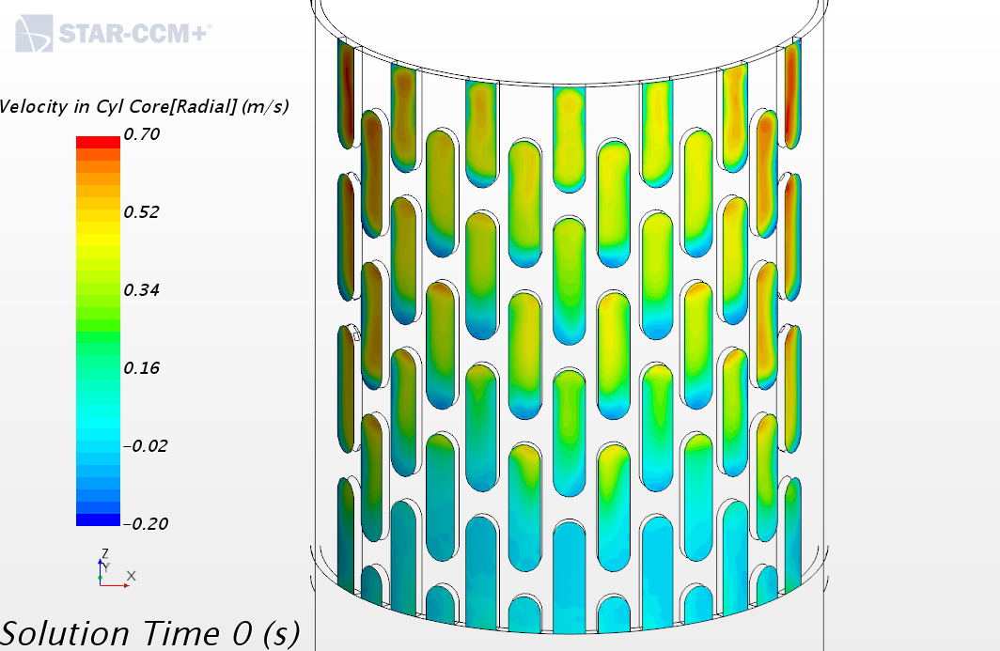 STAR-CCM+
Velocity in Cyl Core[Radial] (m/s)
0.70
0.52
0.34
0.16
-0.02
-0.20
Z
Y
X
Solution Time 0 (s)